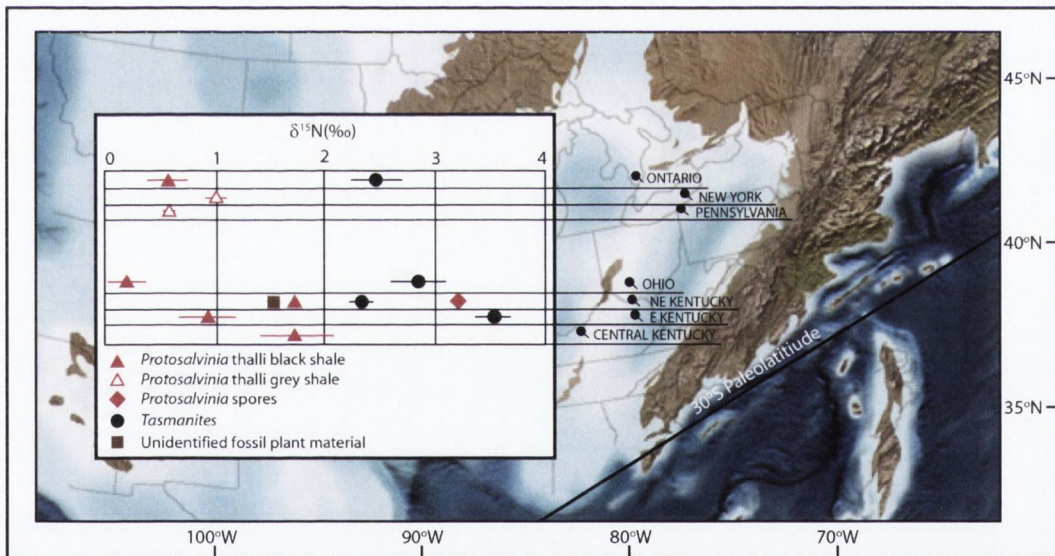 δ¹⁵N(‰)
0 1 2 3 4
ONTARIO
NEW YORK
PENNSYLVANIA
OHIO
NE KENTUCKY
E KENTUCKY
CENTRAL KENTUCKY
Protosalvinia thalli black shale
Protosalvinia thalli grey shale
Protosalvinia spores
Tasmanites
Unidentified fossil plant material
30°S Paleolatitiude
45°N
40°N
35°N
100°W 90°W 80°W 70°W